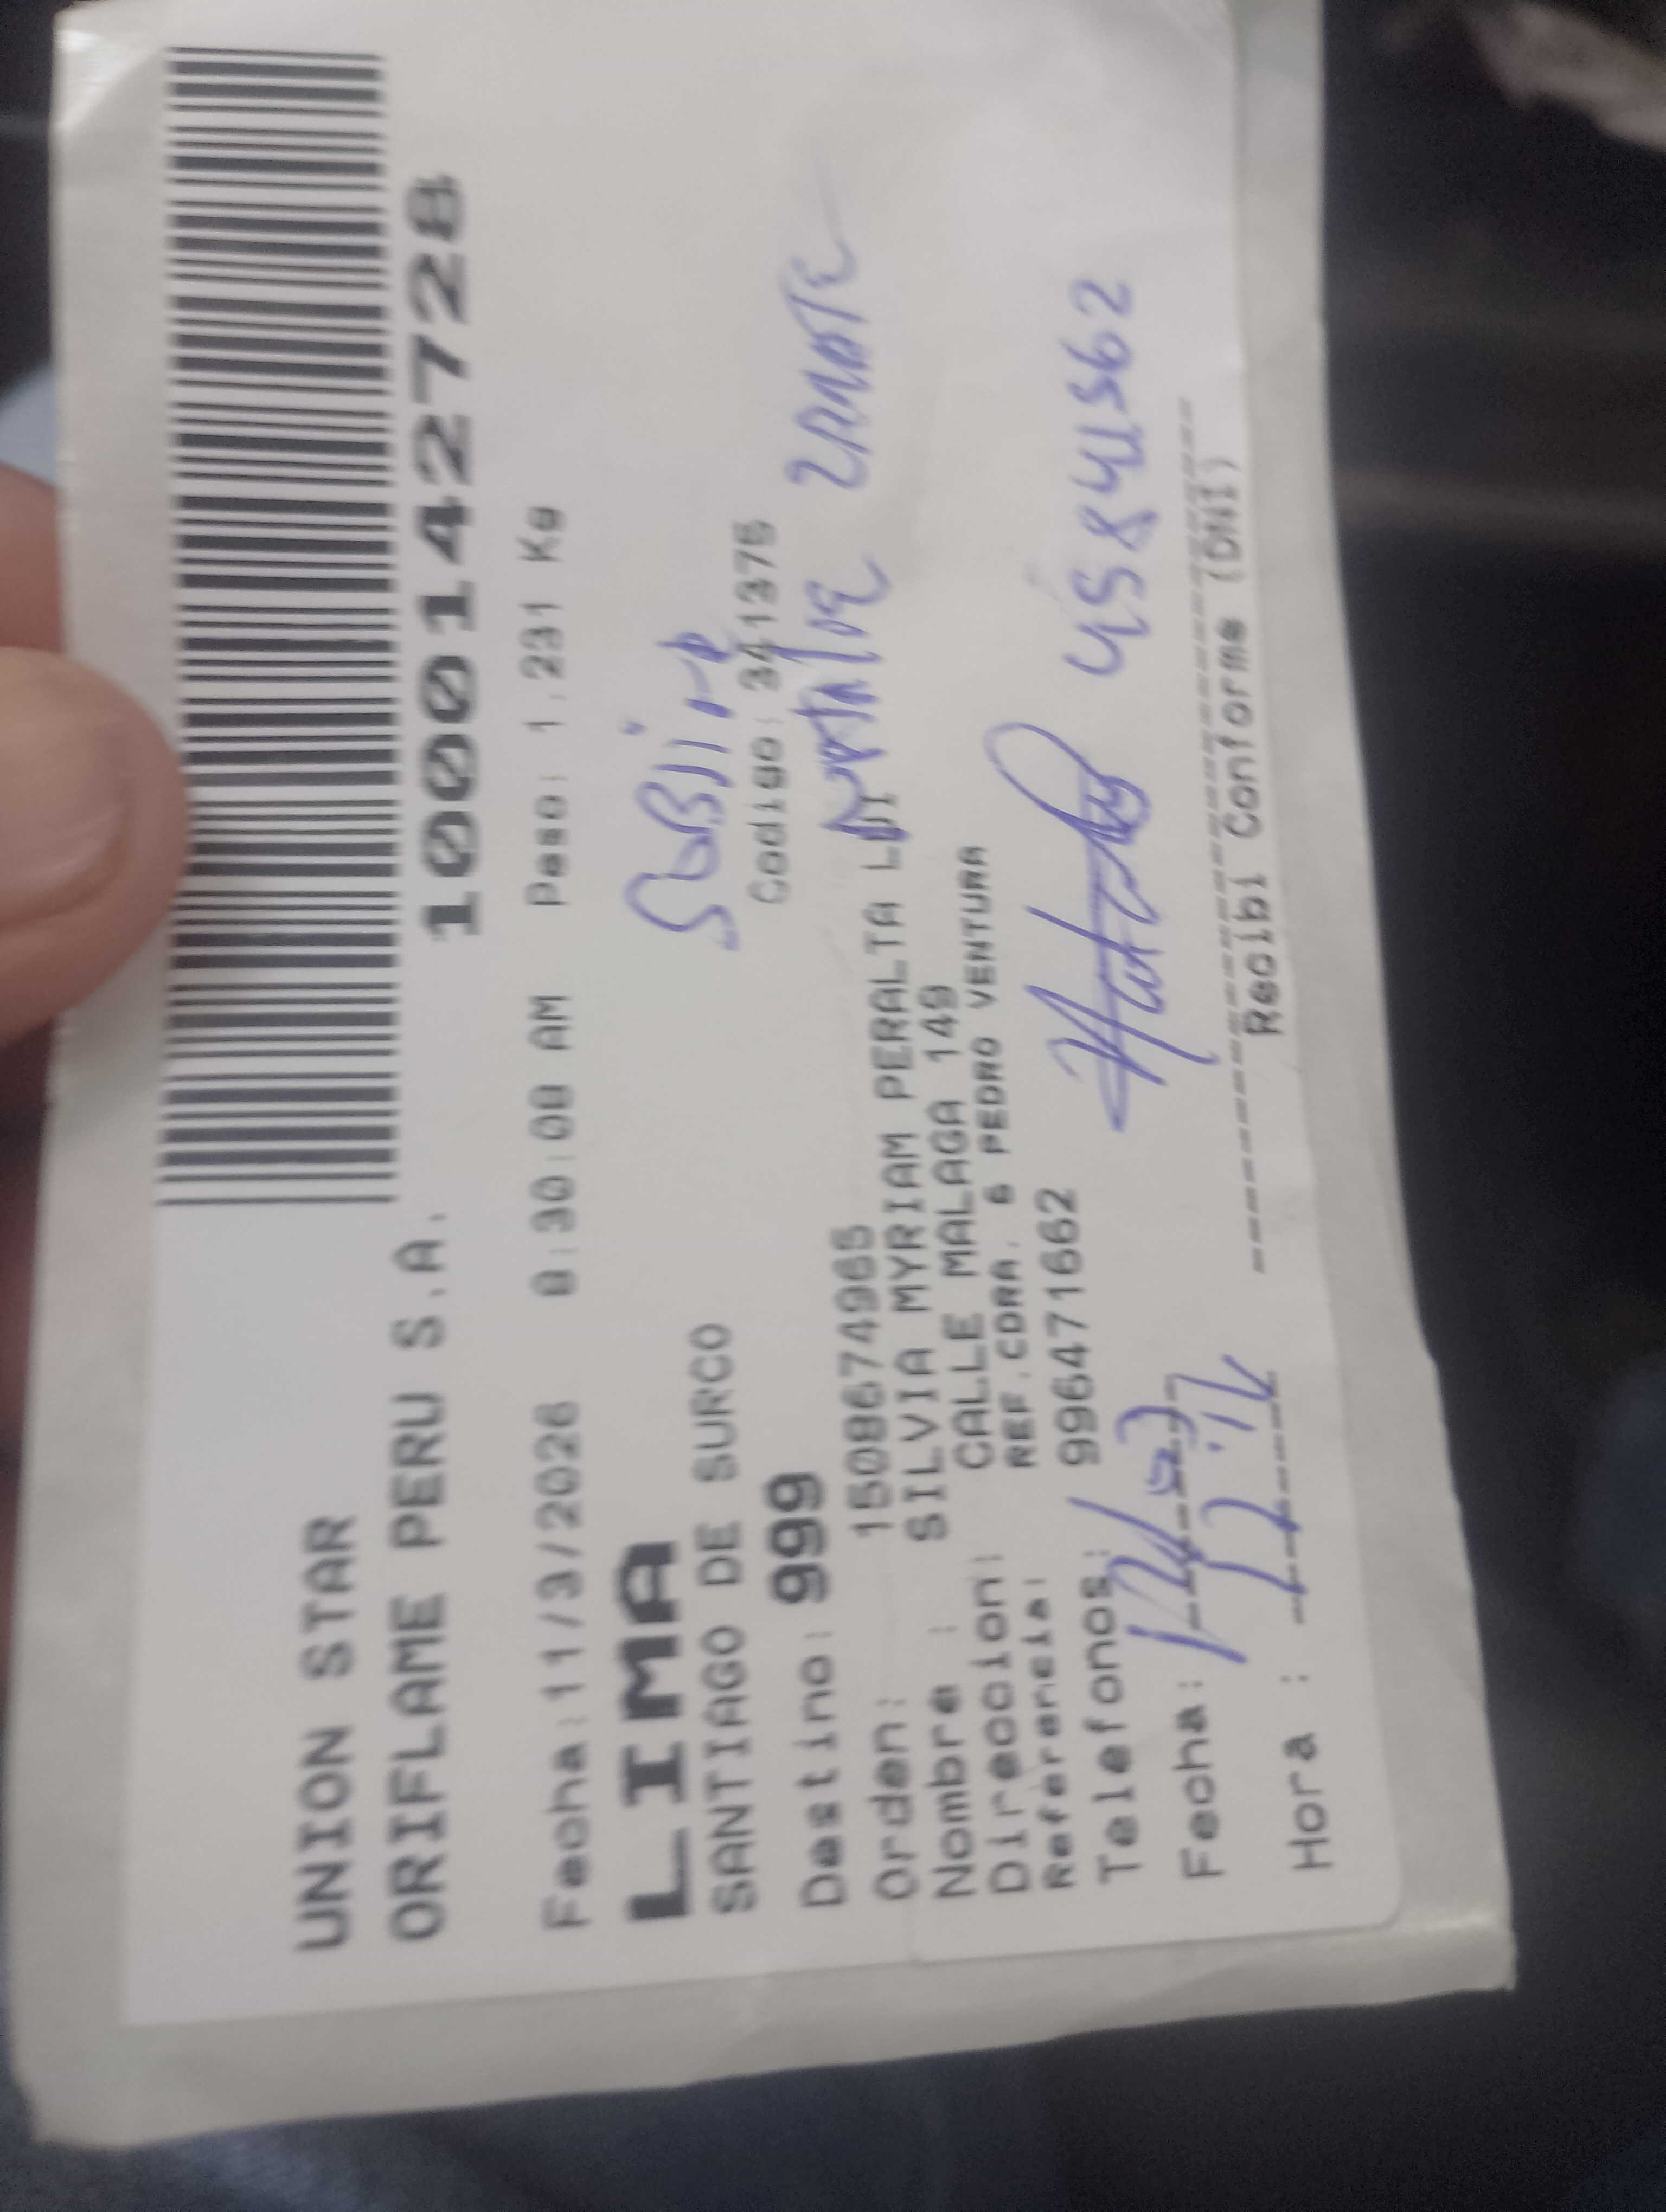 UNION STAR
ORIFLAME PERU S.A.
1000142728
Fecha:11/3/2026 8:30:08 AM Peso: 1.231 Kg
LIMA
SANTIAGO DE SURCO
Destino: 999
Codigo: 341375
Orden: 1508674965
Nombre : SILVIA MYRIAM PERALTA
Direccion: CALLE MALAGA 149
Referencia: REF.CDRA. 6 PEDRO VENTURA
Telefonos: 996471662
45841562
Fecha:
Hora :
Recibi Conforme (DNI)